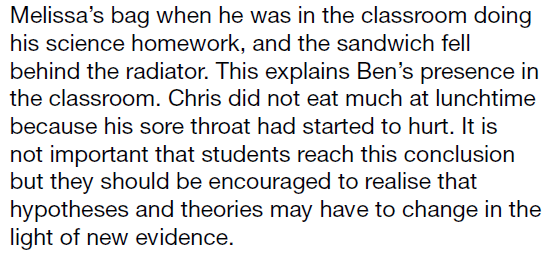 Melissa’s bag when he was in the classroom doing
his science homework, and the sandwich fell
behind the radiator. This explains Ben’s presence in
the classroom. Chris did not eat much at lunchtime
because his sore throat had started to hurt. It is
not important that students reach this conclusion
but they should be encouraged to realise that
hypotheses and theories may have to change in the
light of new evidence.